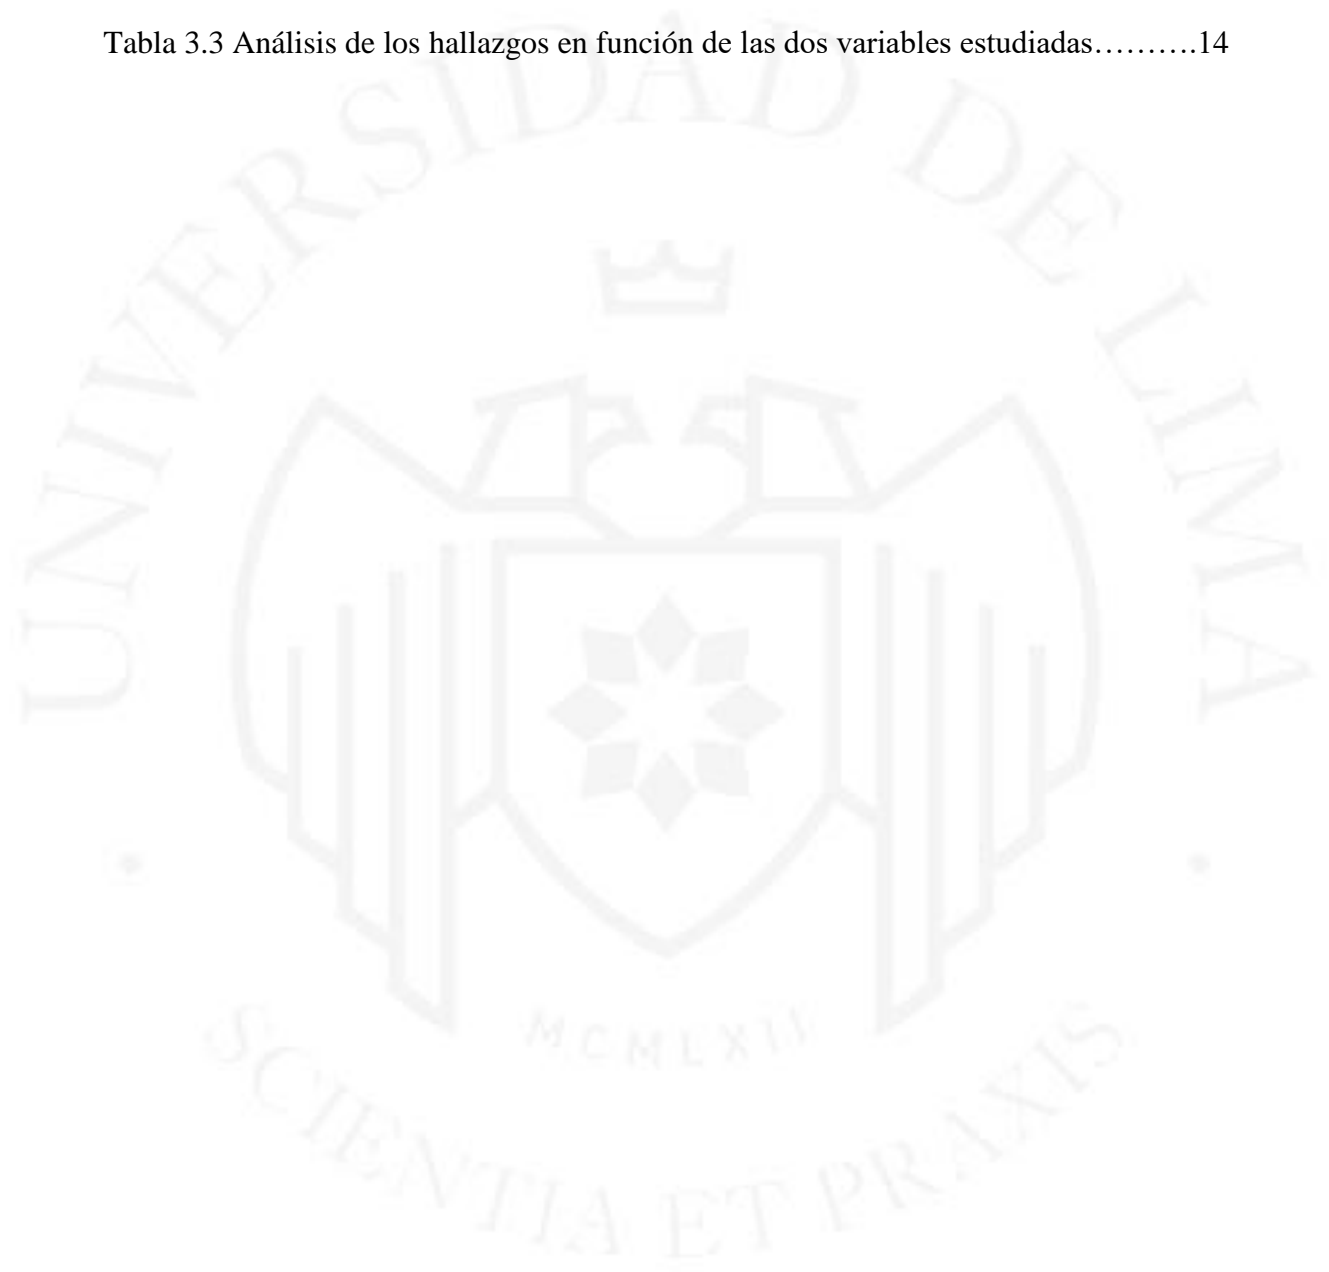 Tabla 3.3 Análisis de los hallazgos en función de las dos variables estudiadas……….14
UNIVERSIDAD DE LIMA
MCMLXII
SCIENTIA ET PRAXIS